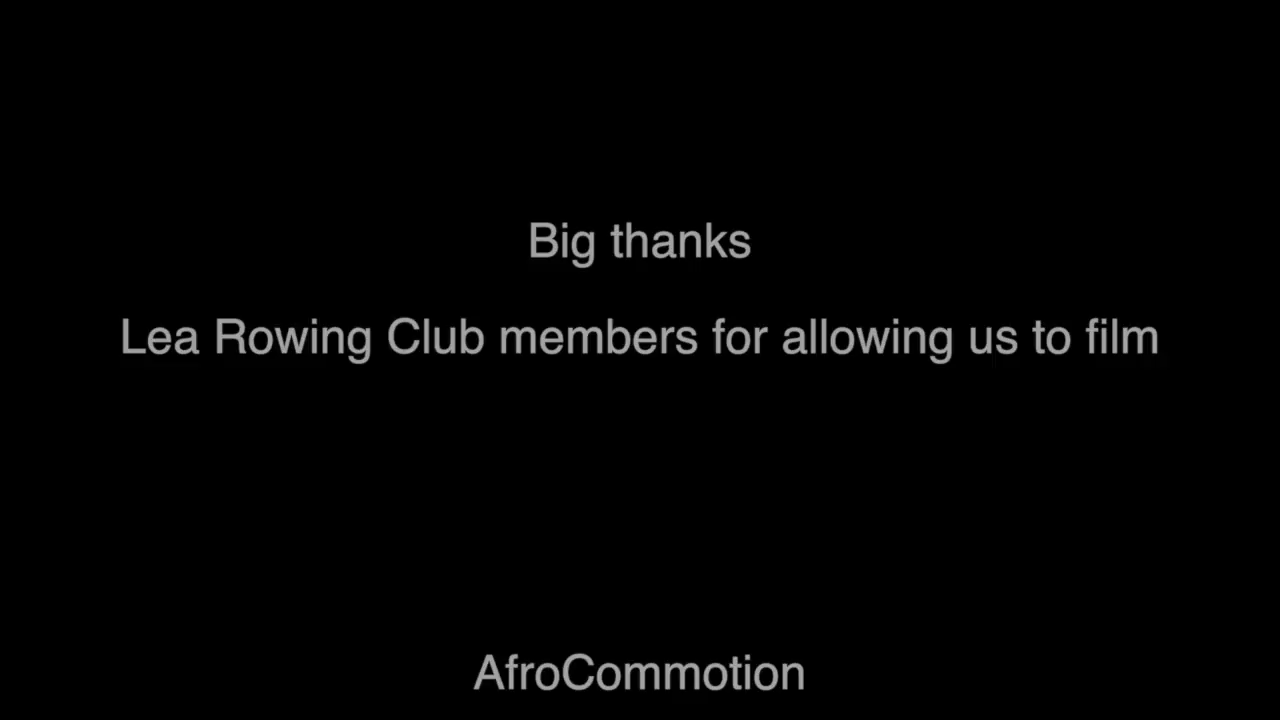 Big thanks
Lea Rowing Club members for allowing us to film
AfroCommotion